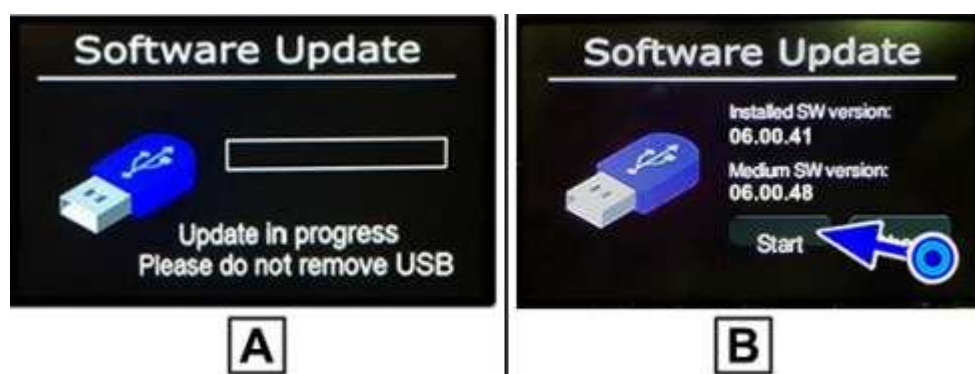 Software Update
Update in progress
Please do not remove USB
A
Software Update
Installed SW version:
06.00.41
Medium SW version:
06.00.48
Start
B